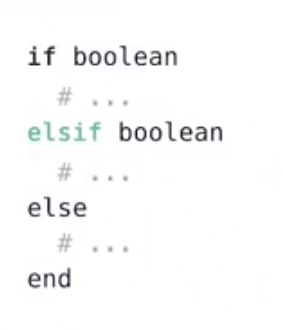 if boolean
  # ...
elsif boolean
  # ...
else
  # ...
end